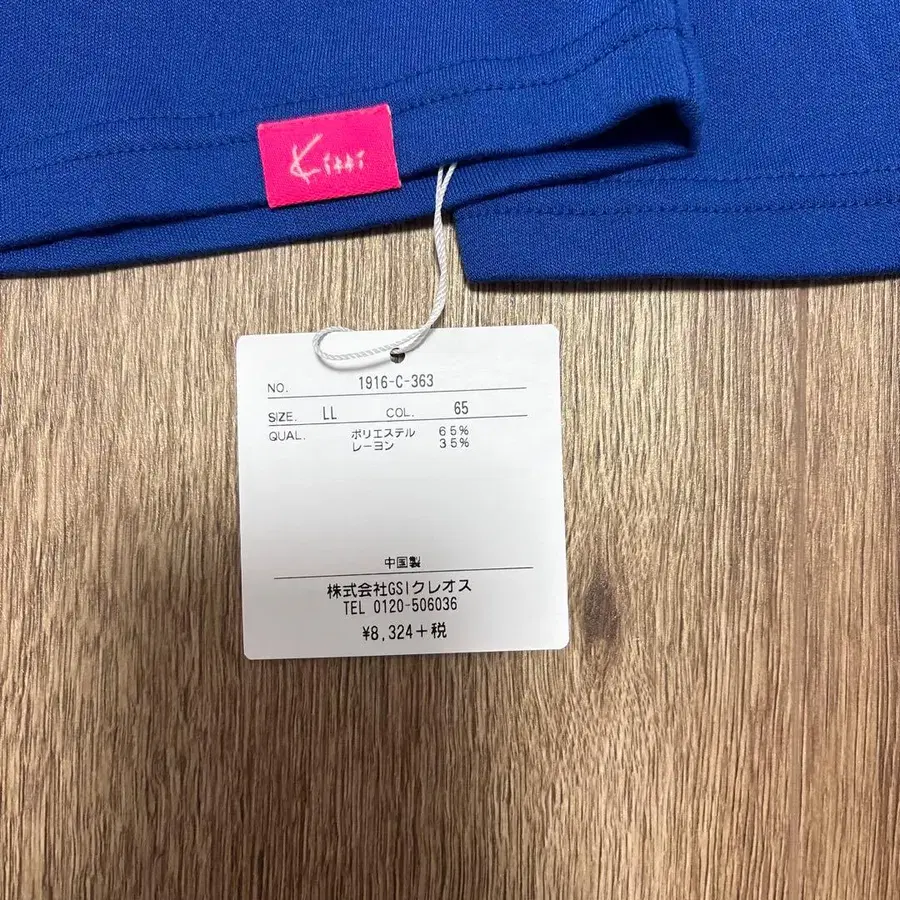 Kitti
NO. 1916-C-363
SIZE. LL COL. 65
QUAL. ポリエステル 65%
レーヨン 35%
中国製
株式会社GSIクレオス
TEL 0120-506036
¥8,324+税